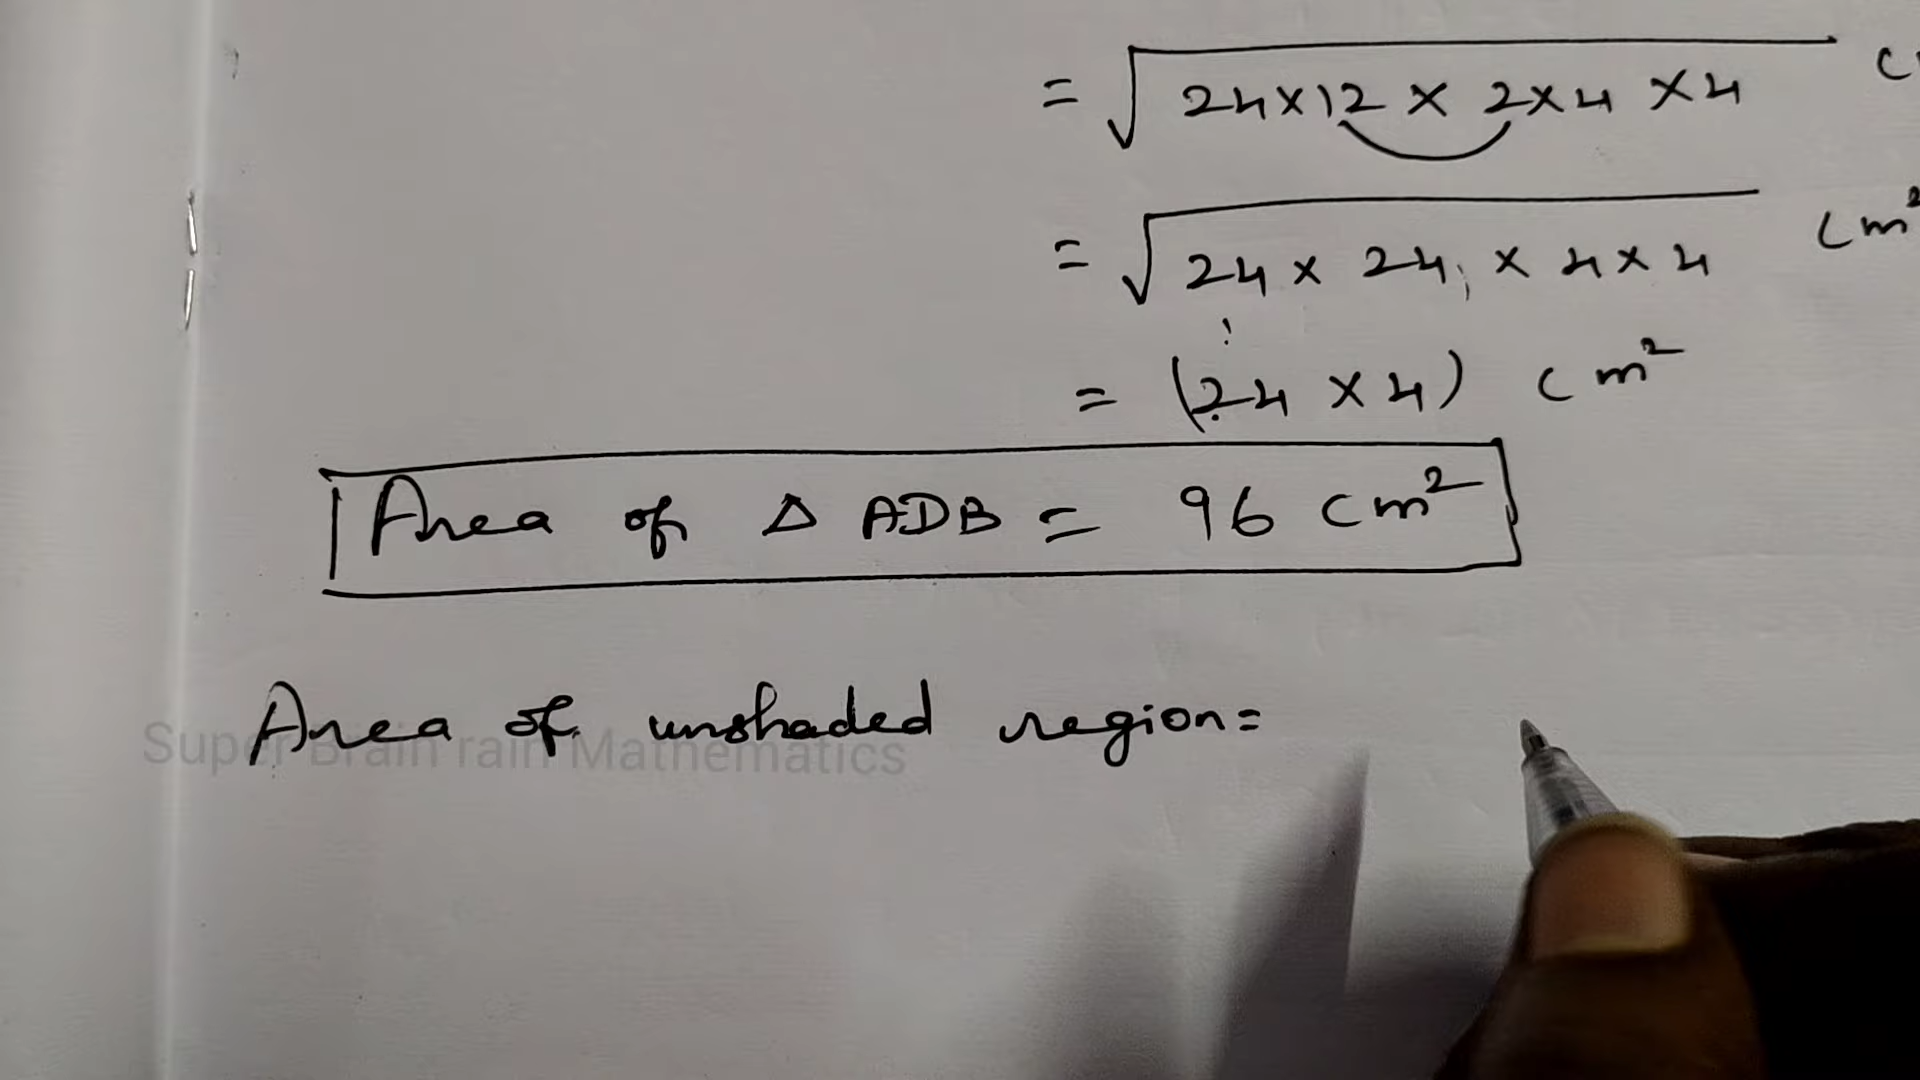 = √24×12 × 2×4 ×4 c
= √24 × 24 × 4×4 cm²
= (24 × 4) cm²
Area of Δ ADB = 96 cm²
Area of unshaded region=
Super Brain rain Mathematics